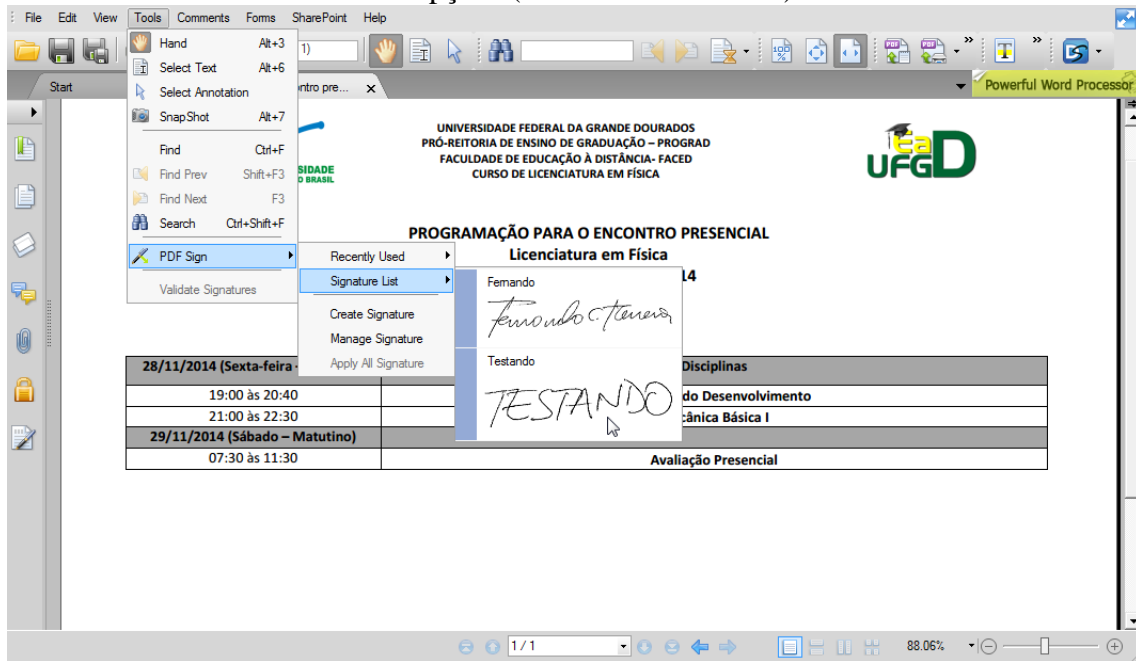 File Edit View Tools Comments Forms SharePoint Help
Hand Alt+3
Select Text Alt+6
Select Annotation
SnapShot Alt+7
Find Ctrl+F
Find Prev Shift+F3
Find Next F3
Search Ctrl+Shift+F
PDF Sign
Validate Signatures
Recently Used
Signature List
Create Signature
Manage Signature
Apply All Signature
Fernando
Testando
TESTANDO
1)
Start
ntro pre... x
Powerful Word Processor
UNIVERSIDADE FEDERAL DA GRANDE DOURADOS
PRÓ-REITORIA DE ENSINO DE GRADUAÇÃO – PROGRAD
FACULDADE DE EDUCAÇÃO À DISTÂNCIA- FACED
CURSO DE LICENCIATURA EM FÍSICA
SIDADE
O BRASIL
EaD
UFGD
PROGRAMAÇÃO PARA O ENCONTRO PRESENCIAL
Licenciatura em Física
14
28/11/2014 (Sexta-feira - Disciplinas
19:00 às 20:40 do Desenvolvimento
21:00 às 22:30 cânica Básica I
29/11/2014 (Sábado – Matutino)
07:30 às 11:30 Avaliação Presencial
1 / 1 88.06%